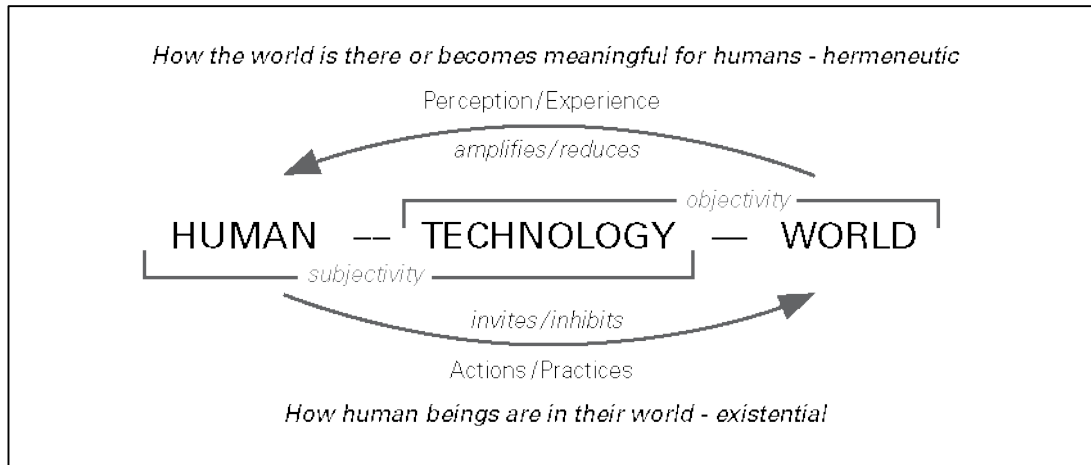 How the world is there or becomes meaningful for humans - hermeneutic
Perception/Experience
amplifies/reduces
objectivity
HUMAN -- TECHNOLOGY — WORLD
subjectivity
invites/inhibits
Actions/Practices
How human beings are in their world - existential